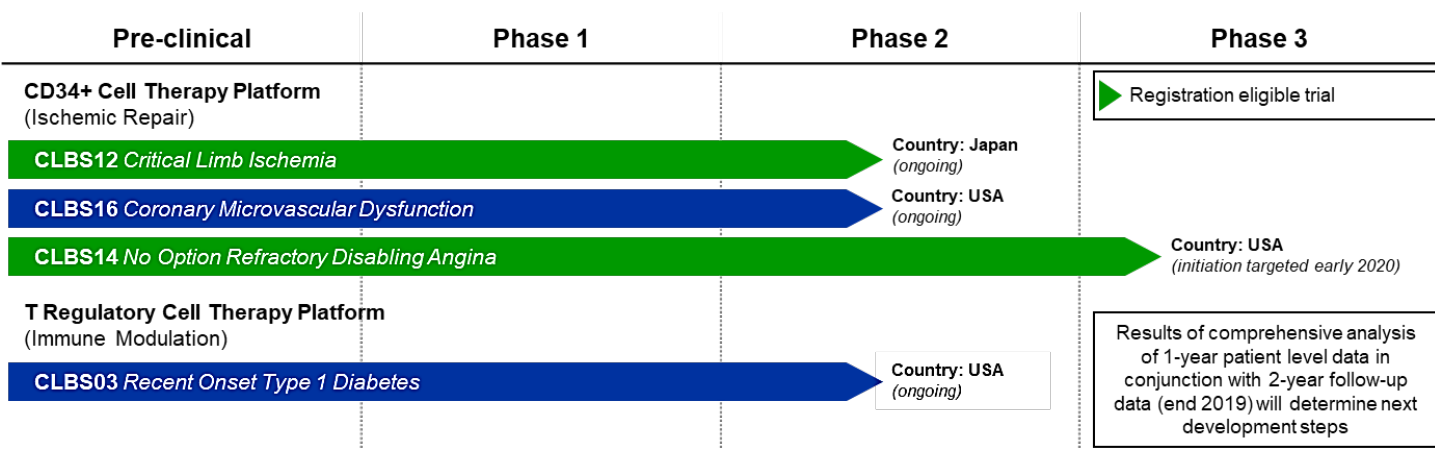 Pre-clinical
Phase 1
Phase 2
Phase 3
CD34+ Cell Therapy Platform
(Ischemic Repair)
Registration eligible trial
CLBS12 Critical Limb Ischemia
Country: Japan
(ongoing)
CLBS16 Coronary Microvascular Dysfunction
Country: USA
(ongoing)
CLBS14 No Option Refractory Disabling Angina
Country: USA
(initiation targeted early 2020)
T Regulatory Cell Therapy Platform
(Immune Modulation)
CLBS03 Recent Onset Type 1 Diabetes
Country: USA
(ongoing)
Results of comprehensive analysis
of 1-year patient level data in
conjunction with 2-year follow-up
data (end 2019) will determine next
development steps